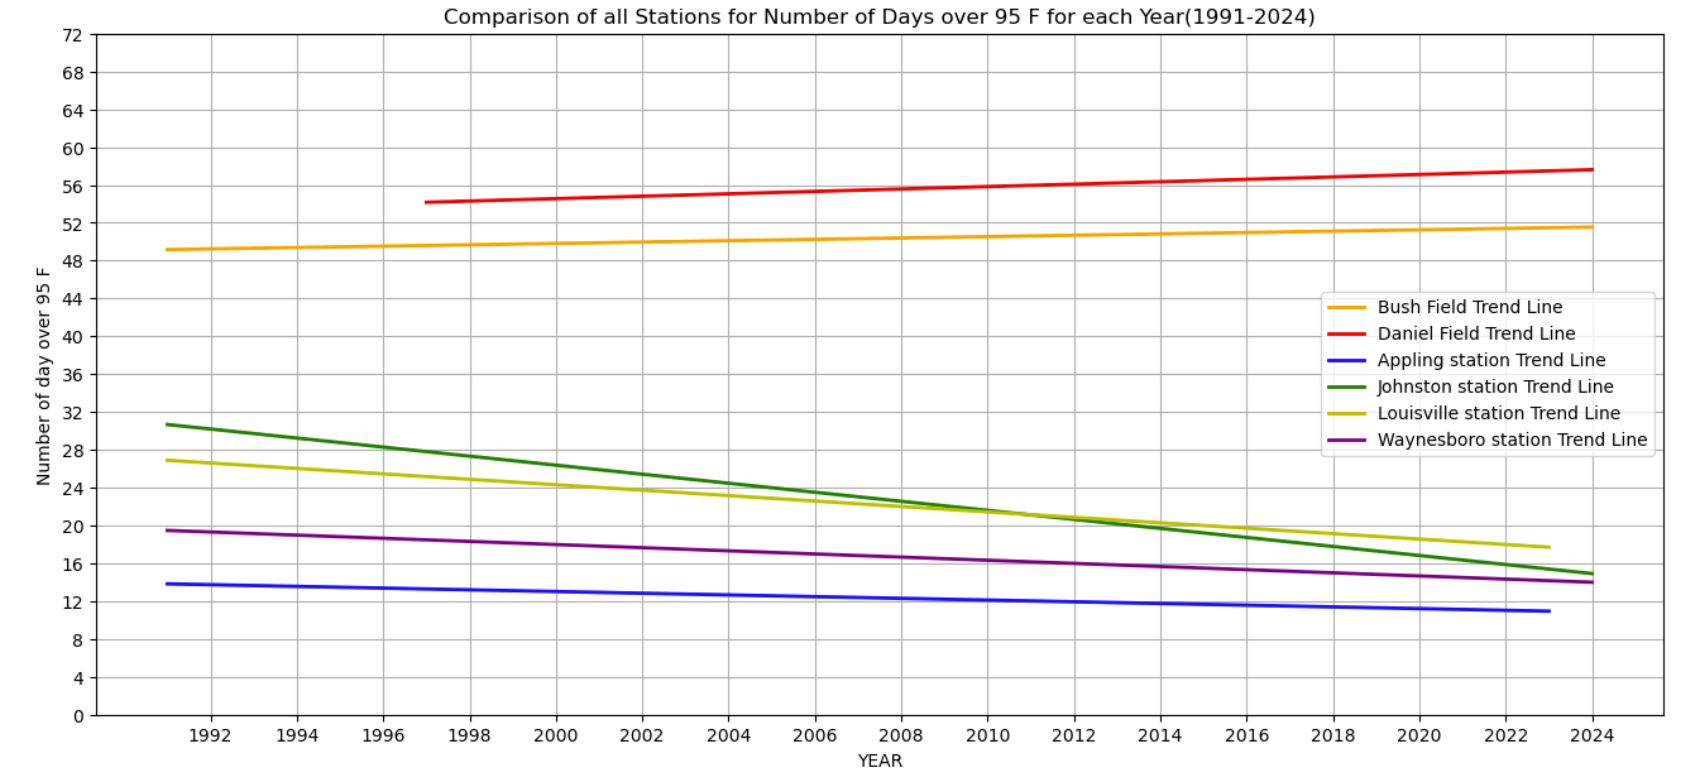 Comparison of all Stations for Number of Days over 95 F for each Year(1991-2024)
72
68
64
60
56
52
48
44
40
36
32
28
24
20
16
12
8
4
0
Number of day over 95 F
Bush Field Trend Line
Daniel Field Trend Line
Appling station Trend Line
Johnston station Trend Line
Louisville station Trend Line
Waynesboro station Trend Line
1992 1994 1996 1998 2000 2002 2004 2006 2008 2010 2012 2014 2016 2018 2020 2022 2024
YEAR